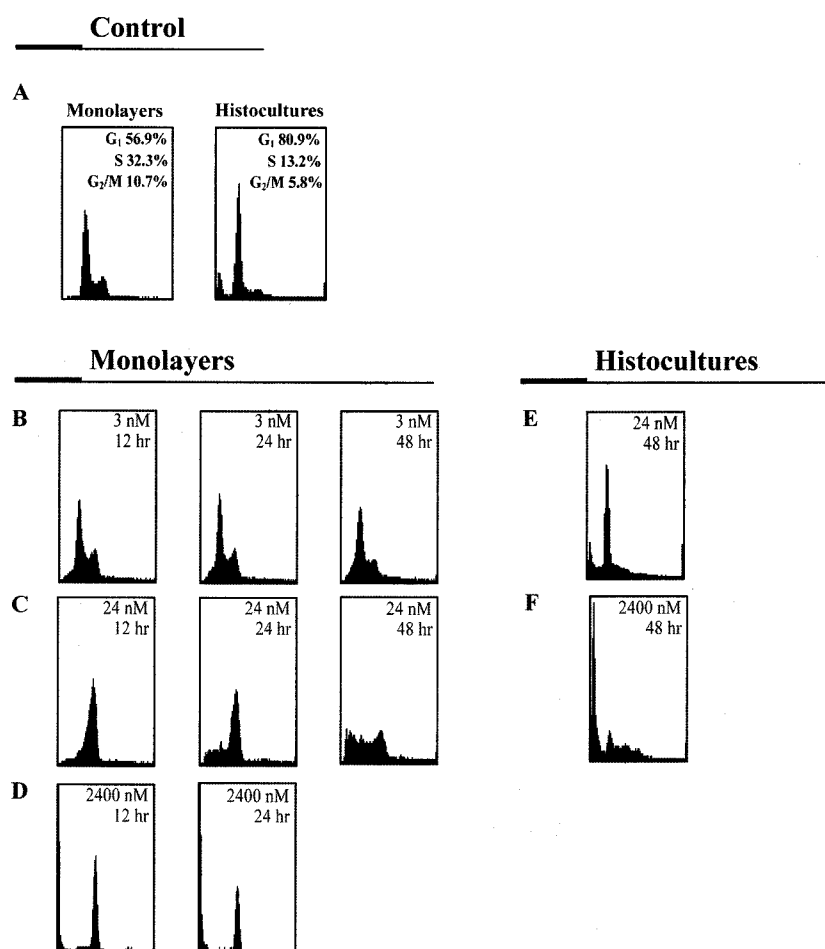 Control
A
Monolayers
G₁ 56.9%
S 32.3%
G₂/M 10.7%
Histocultures
G₁ 80.9%
S 13.2%
G₂/M 5.8%
Monolayers
Histocultures
B
3 nM
12 hr
3 nM
24 hr
3 nM
48 hr
E
24 nM
48 hr
C
24 nM
12 hr
24 nM
24 hr
24 nM
48 hr
F
2400 nM
48 hr
D
2400 nM
12 hr
2400 nM
24 hr